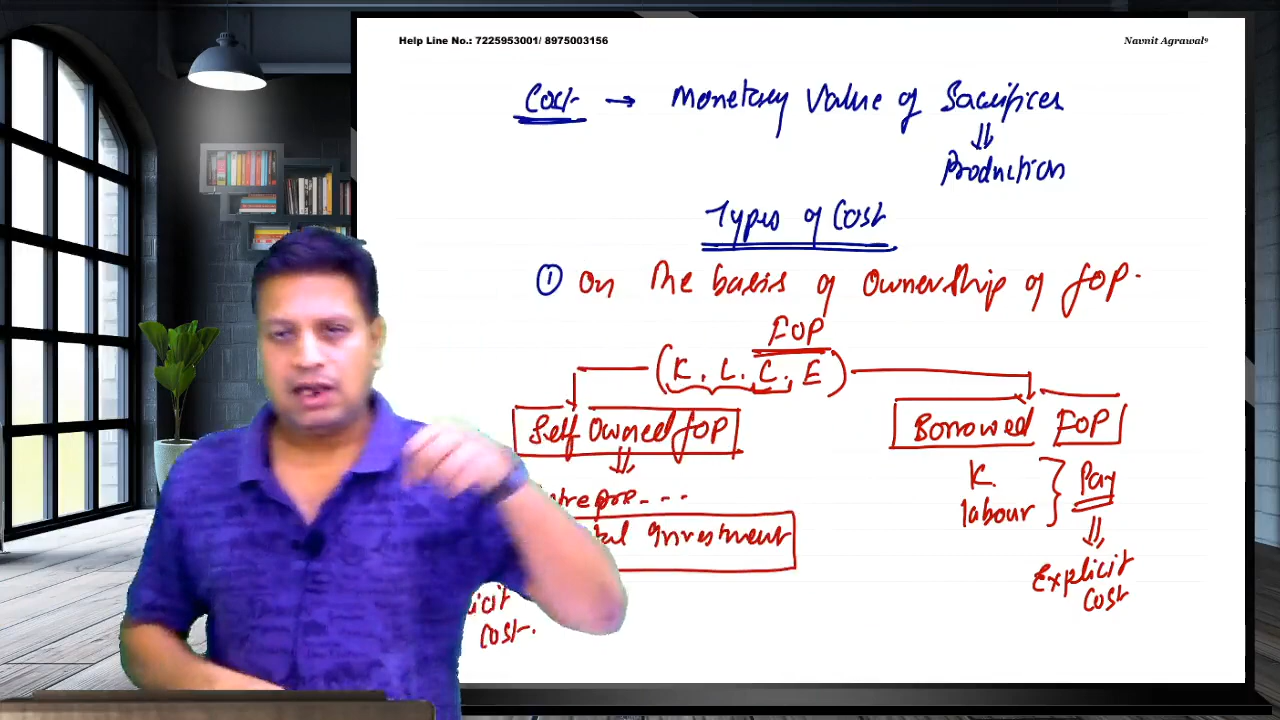 Help Line No.: 7225953001/ 8975003156
Navnit Agrawal
Cost → Monetary Value of Sacrifices
⇓
Production
Types of Cost
① On the basis of Ownership of FOP.
FOP
(K. L. C. E)
Self Owned FOP
Borrowed FOP
K.
labour
Pay
Explicit
Cost
Investment
Cost.